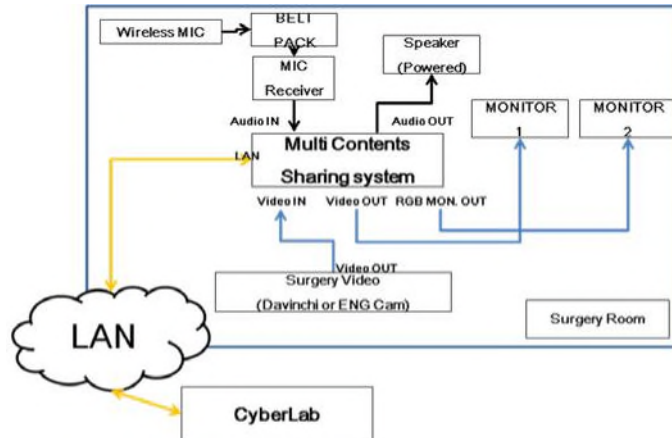 Wireless MIC
BELT
PACK
MIC
Receiver
Speaker
(Powered)
MONITOR
1
MONITOR
2
Audio IN
Audio OUT
LAN
Multi Contents
Sharing system
Video IN
Video OUT
RGB MON. OUT
Video OUT
Surgery Video
(Davinchi or ENG Cam)
Surgery Room
LAN
CyberLab